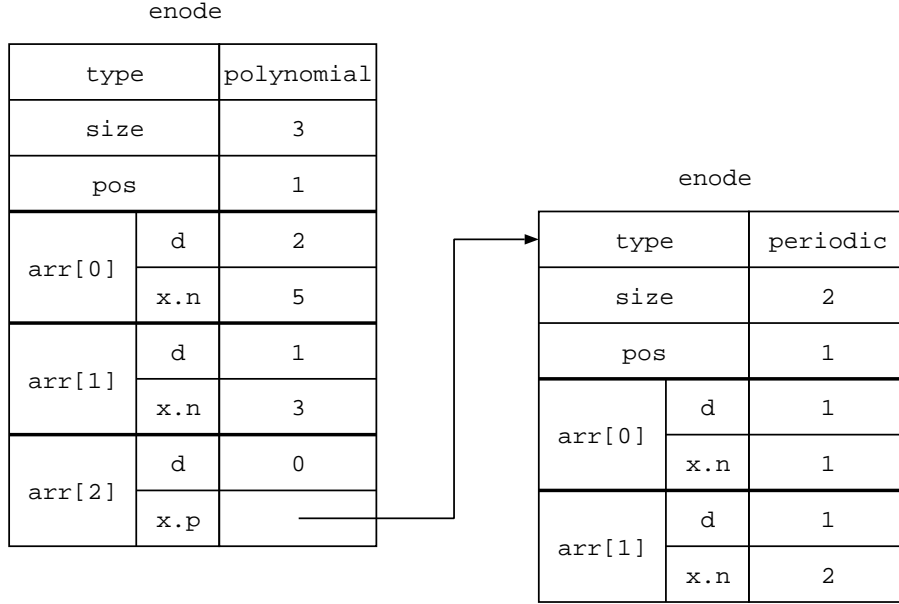 enode
type polynomial
size 3
pos 1
arr[0] d 2
x.n 5
arr[1] d 1
x.n 3
arr[2] d 0
x.p
enode
type periodic
size 2
pos 1
arr[0] d 1
x.n 1
arr[1] d 1
x.n 2